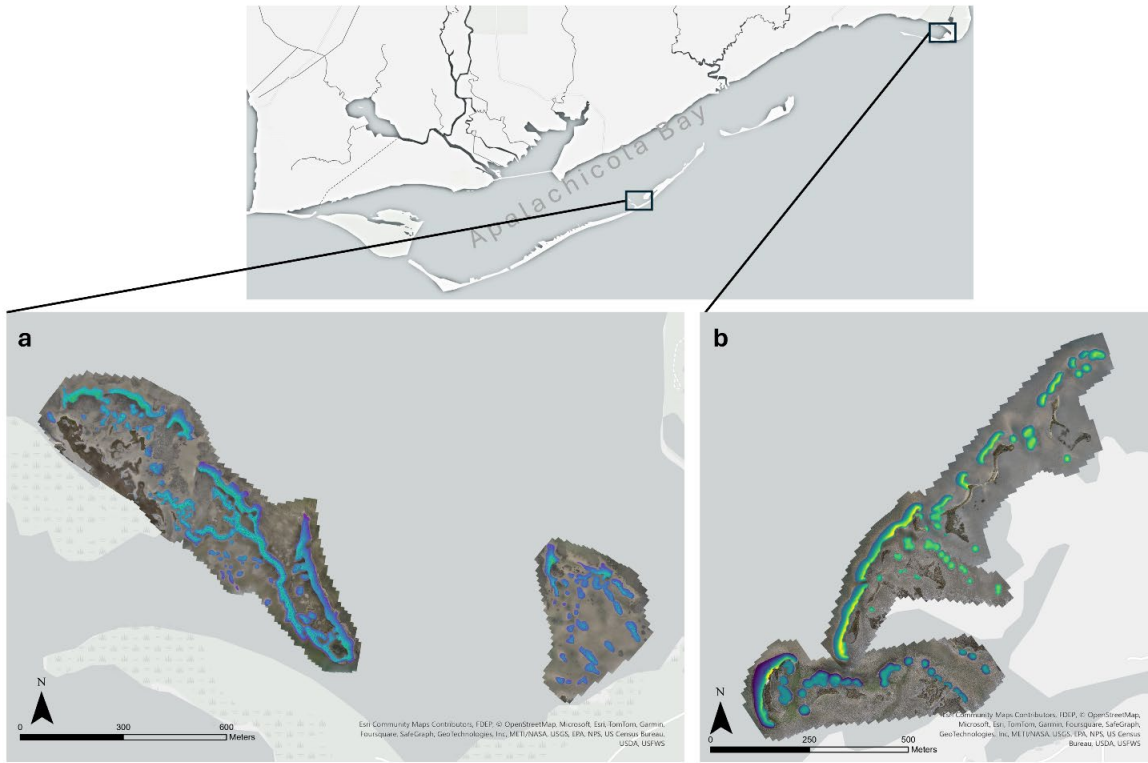 Apalachicola Bay
a
N
0 300 600
Meters
Esri Community Maps Contributors, FDEP, © OpenStreetMap, Microsoft, Esri, TomTom, Garmin,
Foursquare, SafeGraph, GeoTechnologies, Inc, METI/NASA, USGS, EPA, NPS, US Census Bureau,
USDA, USFWS
b
N
0 250 500
Meters
Esri Community Maps Contributors, FDEP, © OpenStreetMap,
Microsoft, Esri, TomTom, Garmin, Foursquare, SafeGraph,
GeoTechnologies, Inc, METI/NASA, USGS, EPA, NPS, US Census
Bureau, USDA, USFWS